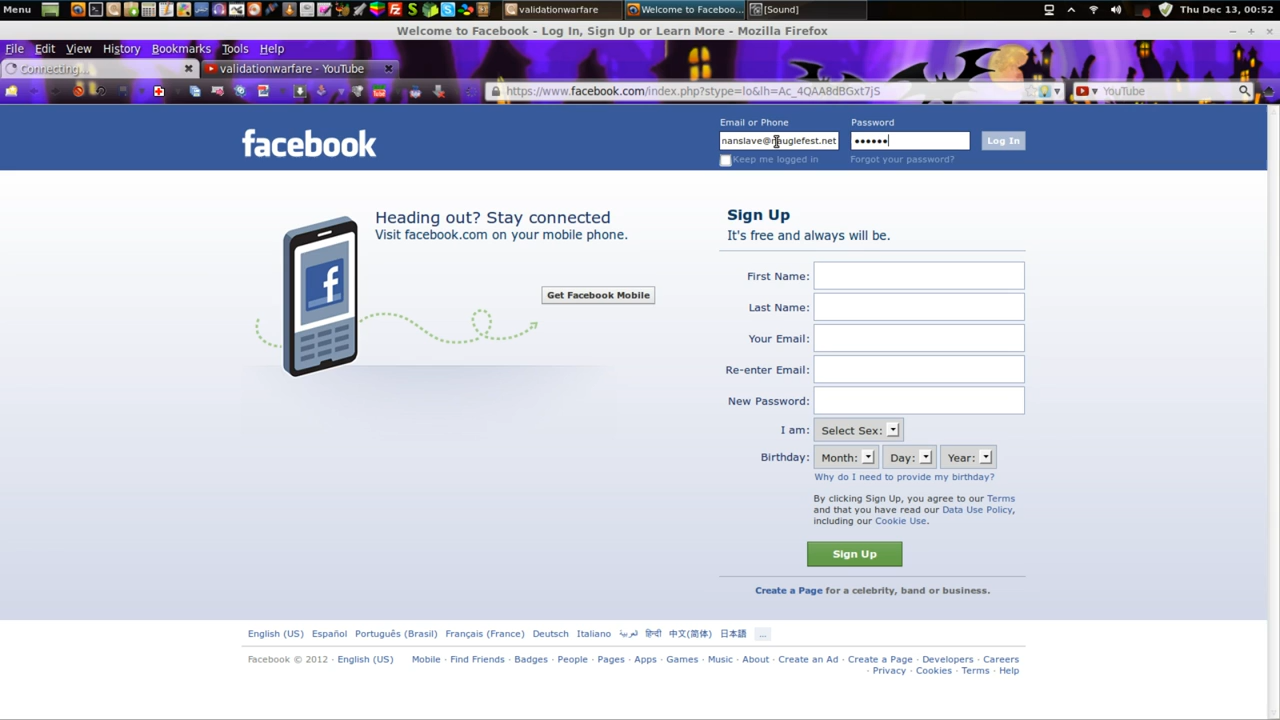 Menu validationwarfare Welcome to Faceboo... [Sound] Thu Dec 13, 00:52
Welcome to Facebook - Log In, Sign Up or Learn More - Mozilla Firefox
File Edit View History Bookmarks Tools Help
Connecting... validationwarfare - YouTube
https://www.facebook.com/index.php?stype=lo&lh=Ac_4QAA8dBGxt7jS YouTube
facebook
Email or Phone Password
••••••
Log In
Keep me logged in Forgot your password?
Heading out? Stay connected
Visit facebook.com on your mobile phone.
Get Facebook Mobile
Sign Up
It's free and always will be.
First Name:
Last Name:
Your Email:
Re-enter Email:
New Password:
I am: Select Sex:
Birthday: Month: Day: Year:
Why do I need to provide my birthday?
By clicking Sign Up, you agree to our Terms
and that you have read our Data Use Policy,
including our Cookie Use.
Sign Up
Create a Page for a celebrity, band or business.
English (US) Español Português (Brasil) Français (France) Deutsch Italiano العربية हिन्दी 中文(简体) 日本語 ...
Facebook © 2012 · English (US) Mobile · Find Friends · Badges · People · Pages · Apps · Games · Music · About · Create an Ad · Create a Page · Developers · Careers
· Privacy · Cookies · Terms · Help